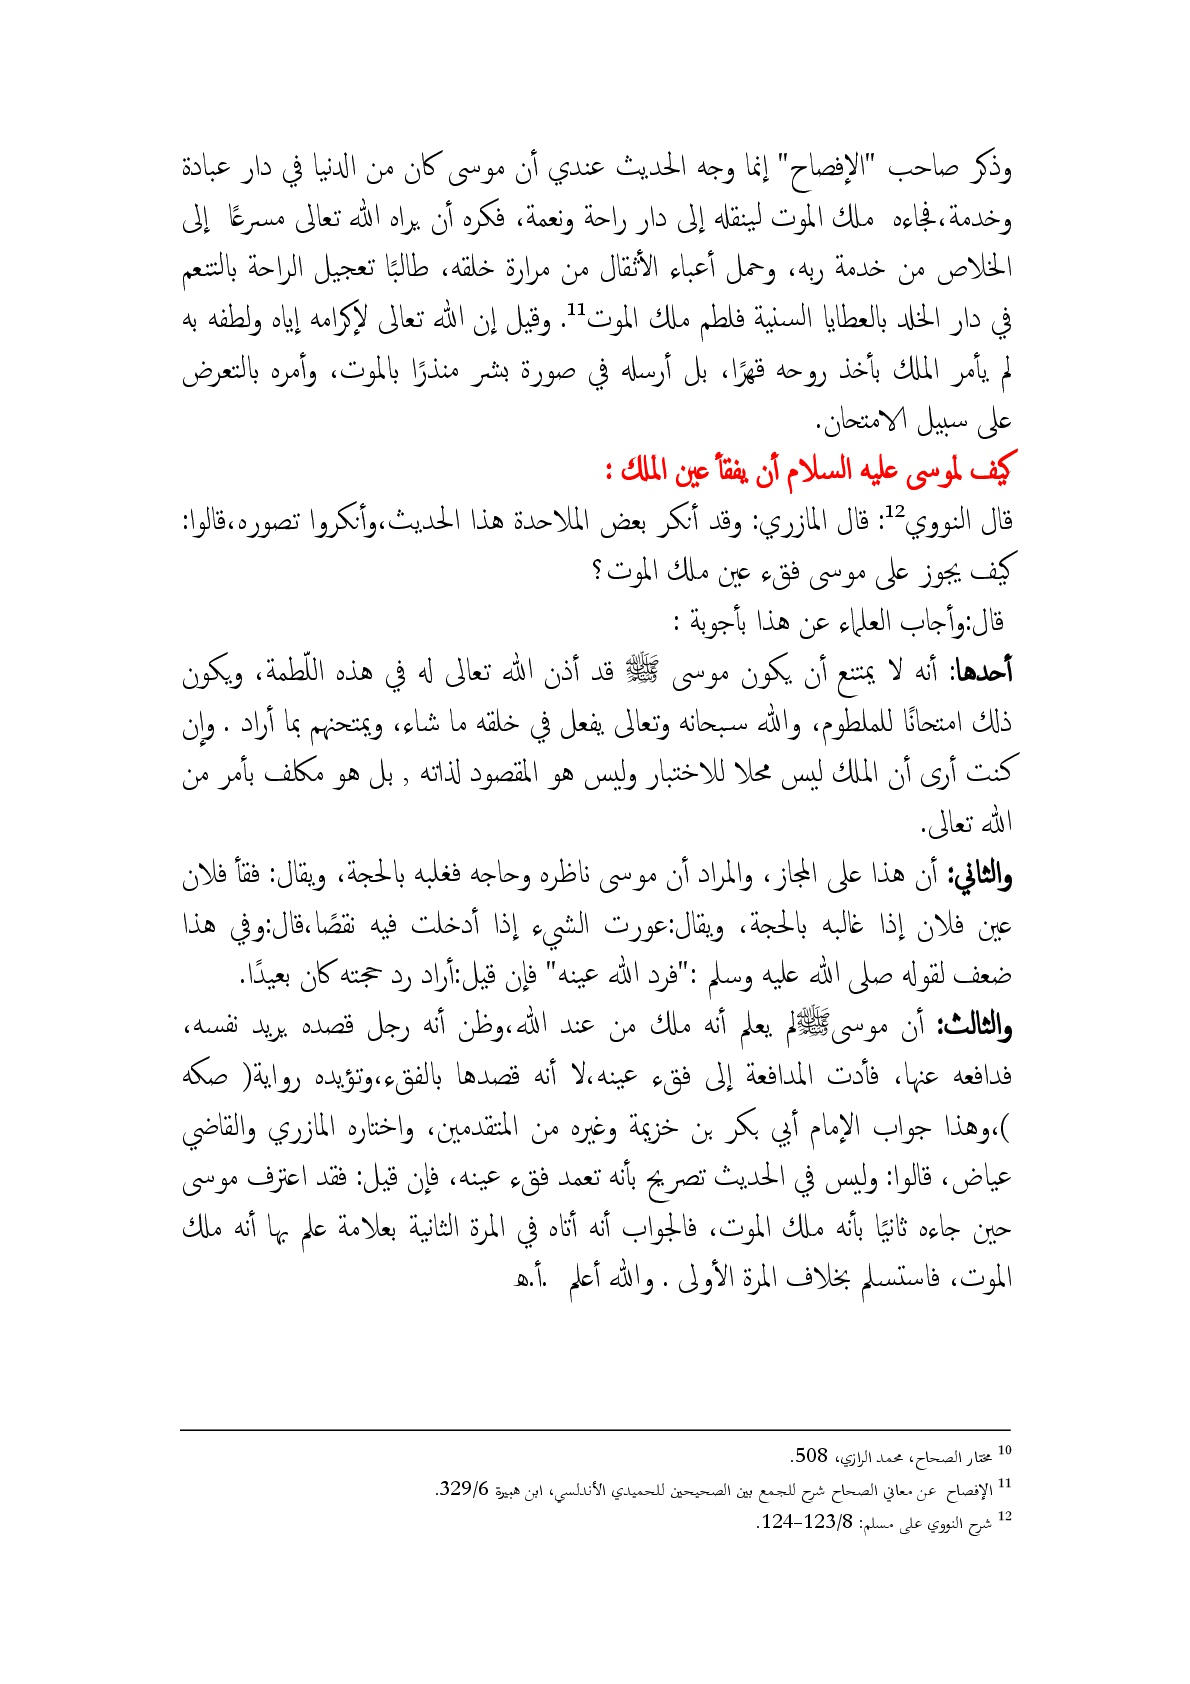 وذكر صاحب "الإفصاح" إنما وجه الحديث عندي أن موسى كان من الدنيا في دار عبادة
وخدمة،فجاءه ملك الموت لينقله إلى دار راحة ونعمة، فكره أن يراه الله تعالى مسرعًا إلى
الخلاص من خدمة ربه، وحمل أعباء الأثقال من مرارة خلقه، طالبًا تعجيل الراحة بالتنعم
في دار الخلد بالعطايا السنية فلطم ملك الموت11. وقيل إن الله تعالى لإكرامه إياه ولطفه به
لم يأمر الملك بأخذ روحه قهرًا، بل أرسله في صورة بشر منذرًا بالموت، وأمره بالتعرض
على سبيل الامتحان.
كيف لموسى عليه السلام أن يفقأ عين الملك :
قال النووي12: قال المازري: وقد أنكر بعض الملاحدة هذا الحديث،وأنكروا تصوره،قالوا:
كيف يجوز على موسى فقء عين ملك الموت؟
قال:وأجاب العلماء عن هذا بأجوبة :
أحدها: أنه لا يمتنع أن يكون موسى ﷺ قد أذن الله تعالى له في هذه اللّطمة، ويكون
ذلك امتحانًا للملطوم، والله سبحانه وتعالى يفعل في خلقه ما شاء، ويمتحنهم بما أراد . وإن
كنت أرى أن الملك ليس محلا للاختبار وليس هو المقصود لذاته , بل هو مكلف بأمر من
الله تعالى.
والثاني: أن هذا على المجاز، والمراد أن موسى ناظره وحاجه فغلبه بالحجة، ويقال: فقأ فلان
عين فلان إذا غالبه بالحجة، ويقال:عورت الشيء إذا أدخلت فيه نقصًا،قال:وفي هذا
ضعف لقوله صلى الله عليه وسلم :"فرد الله عينه" فإن قيل:أراد رد حجته كان بعيدًا.
والثالث: أن موسىﷺلم يعلم أنه ملك من عند الله،وظن أنه رجل قصده يريد نفسه،
فدافعه عنها، فأدت المدافعة إلى فقء عينه،لا أنه قصدها بالفقء،وتؤيده رواية( صكه
)،وهذا جواب الإمام أبي بكر بن خزيمة وغيره من المتقدمين، واختاره المازري والقاضي
عياض، قالوا: وليس في الحديث تصريح بأنه تعمد فقء عينه، فإن قيل: فقد اعترف موسى
حين جاءه ثانيًا بأنه ملك الموت، فالجواب أنه أتاه في المرة الثانية بعلامة علم بها أنه ملك
الموت، فاستسلم بخلاف المرة الأولى . والله أعلم .أ.ه
10 مختار الصحاح، محمد الرازي، 508.
11 الإفصاح عن معاني الصحاح شرح للجمع بين الصحيحين للحميدي الأندلسي، ابن هبيرة 329/6.
12 شرح النووي على مسلم: 123/8-124.